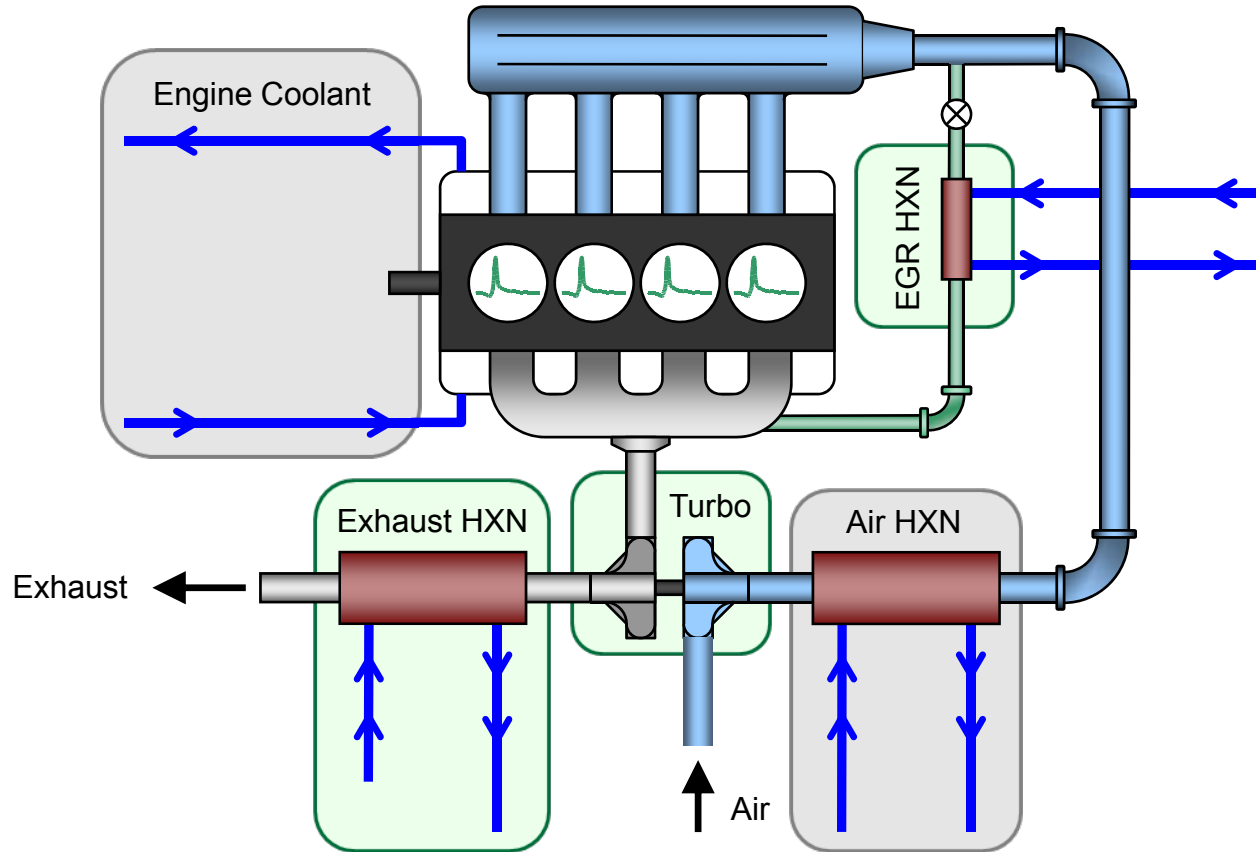 Engine Coolant
EGR HXN
Exhaust HXN
Turbo
Air HXN
Exhaust
Air